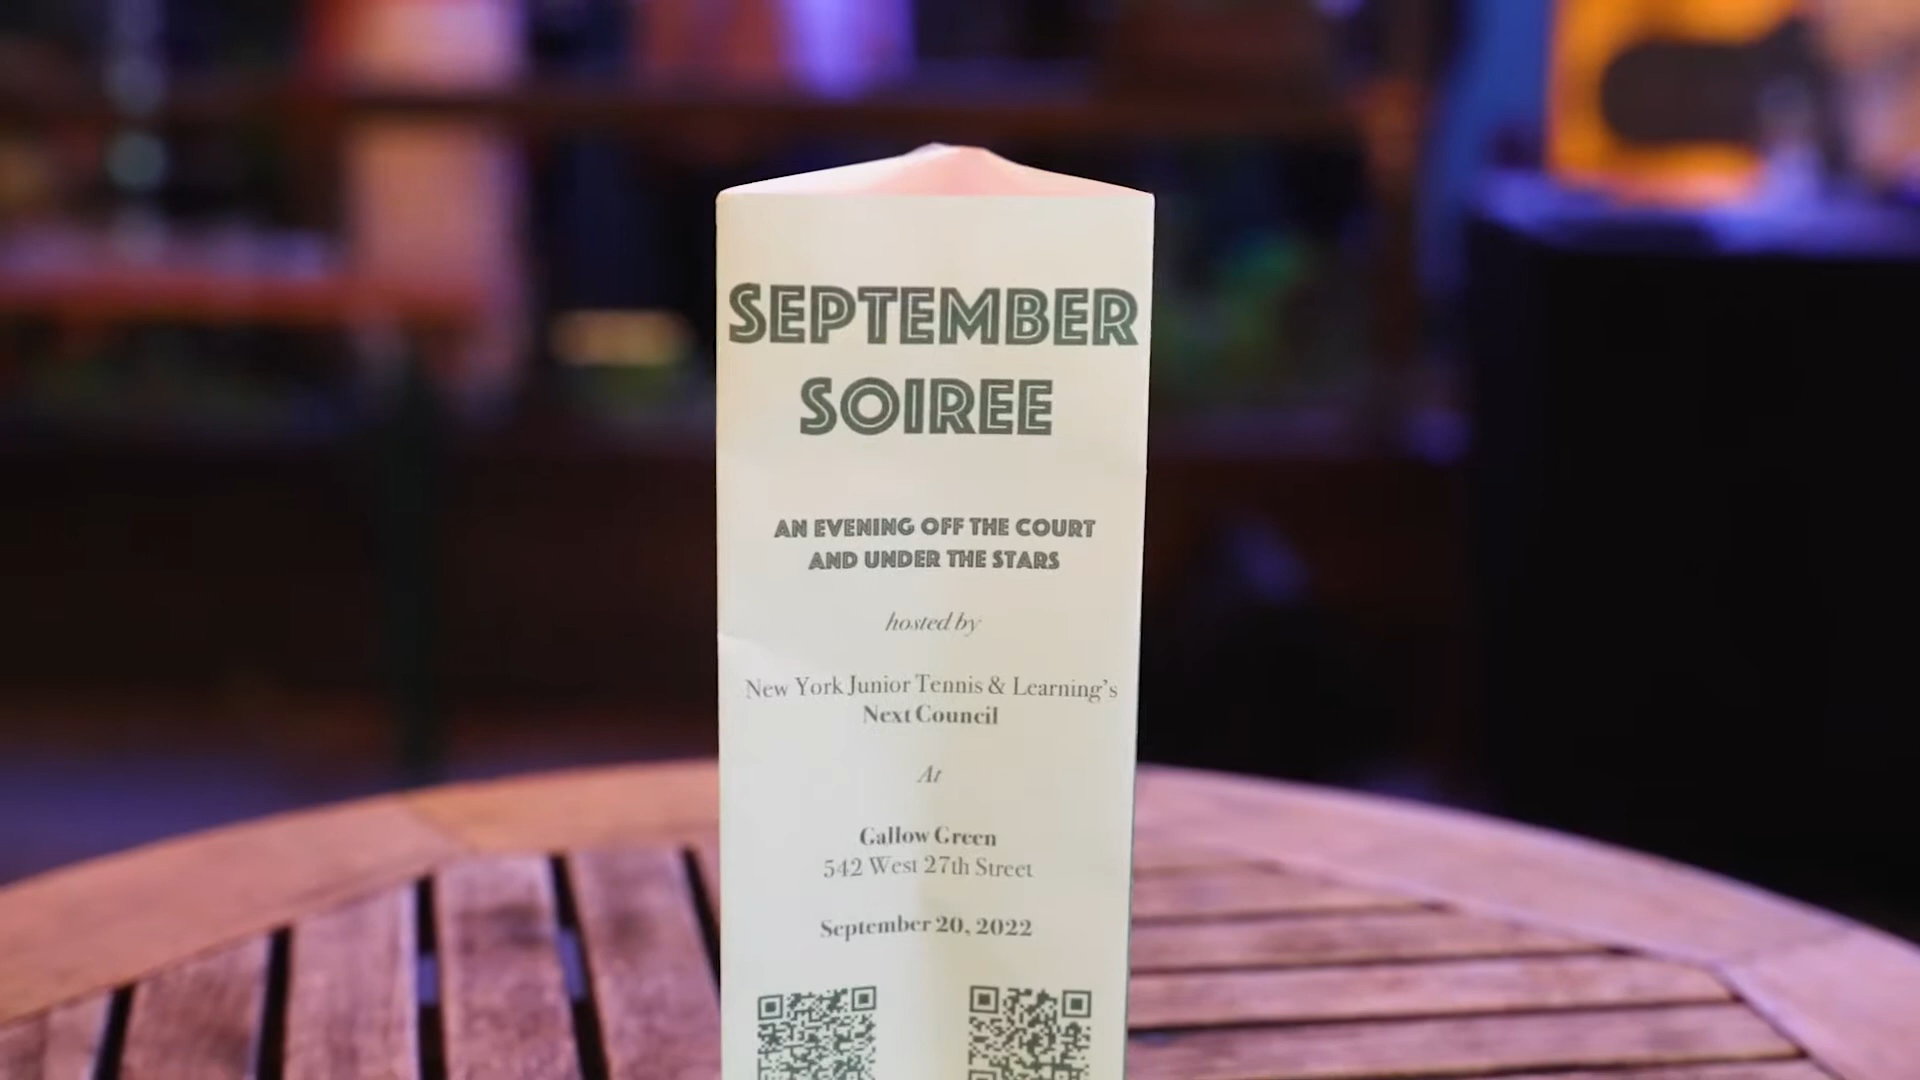 SEPTEMBER
SOIREE
AN EVENING OFF THE COURT
AND UNDER THE STARS
hosted by
New York Junior Tennis & Learning's
Next Council
At
Gallow Green
542 West 27th Street
September 20, 2022